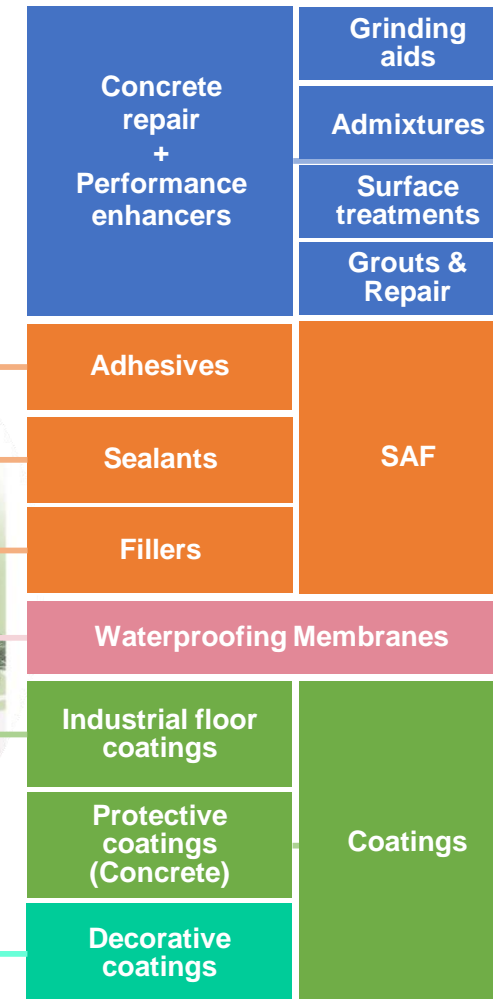 Concrete
repair
+
Performance
enhancers
Grinding
aids
Admixtures
Surface
treatments
Grouts &
Repair
Adhesives
Sealants
Fillers
SAF
Waterproofing Membranes
Industrial floor
coatings
Protective
coatings
(Concrete)
Decorative
coatings
Coatings